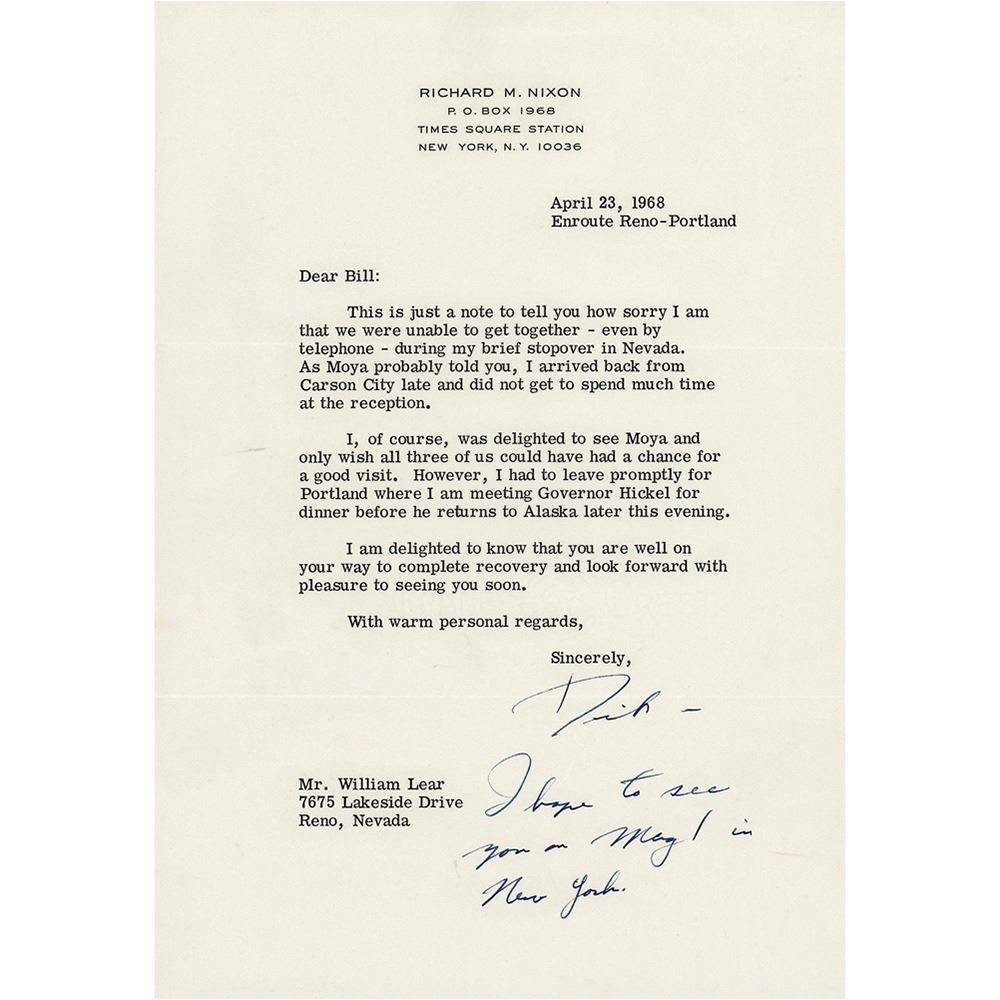 RICHARD M. NIXON
P. O. BOX 1968
TIMES SQUARE STATION
NEW YORK, N. Y. 10036
April 23, 1968
Enroute Reno-Portland
Dear Bill:
This is just a note to tell you how sorry I am
that we were unable to get together - even by
telephone - during my brief stopover in Nevada.
As Moya probably told you, I arrived back from
Carson City late and did not get to spend much time
at the reception.
I, of course, was delighted to see Moya and
only wish all three of us could have had a chance for
a good visit. However, I had to leave promptly for
Portland where I am meeting Governor Hickel for
dinner before he returns to Alaska later this evening.
I am delighted to know that you are well on
your way to complete recovery and look forward with
pleasure to seeing you soon.
With warm personal regards,
Sincerely,
Dick -
Mr. William Lear
7675 Lakeside Drive
Reno, Nevada
I hope to see
you on May 1 in
New York.